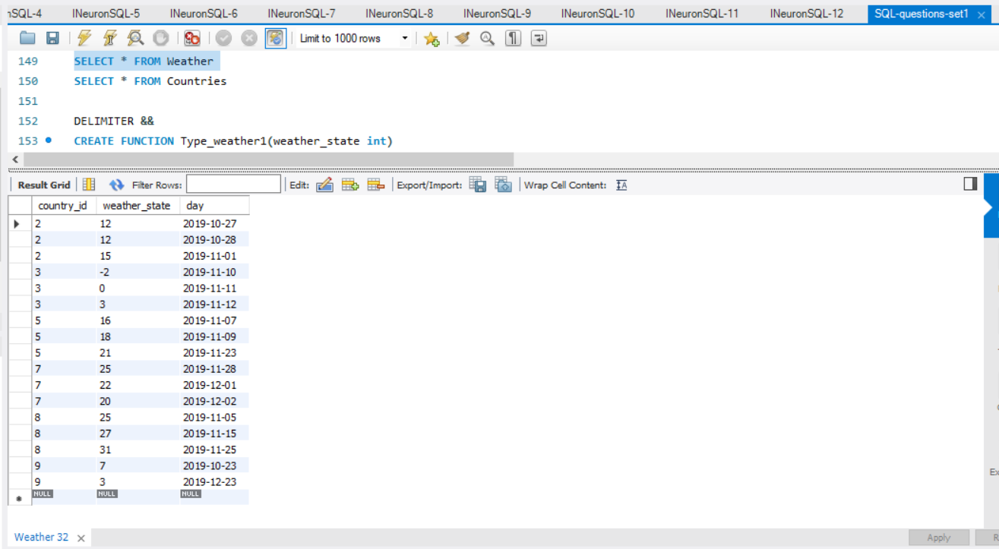 ıSQL-4 INeuronSQL-5 INeuronSQL-6 INeuronSQL-7 INeuronSQL-8 INeuronSQL-9 INeuronSQL-10 INeuronSQL-11 INeuronSQL-12 SQL-questions-set1 ×
Limit to 1000 rows
149 SELECT * FROM Weather
150 SELECT * FROM Countries
151
152 DELIMITER &&
153 CREATE FUNCTION Type_weather1(weather_state int)
Result Grid Filter Rows: Edit: Export/Import: Wrap Cell Content: IA
country_id weather_state day
2 12 2019-10-27
2 12 2019-10-28
2 15 2019-11-01
3 -2 2019-11-10
3 0 2019-11-11
3 3 2019-11-12
5 16 2019-11-07
5 18 2019-11-09
5 21 2019-11-23
7 25 2019-11-28
7 22 2019-12-01
7 20 2019-12-02
8 25 2019-11-05
8 27 2019-11-15
8 31 2019-11-25
9 7 2019-10-23
9 3 2019-12-23
NULL NULL NULL
Ex
Weather 32 ×
Apply R